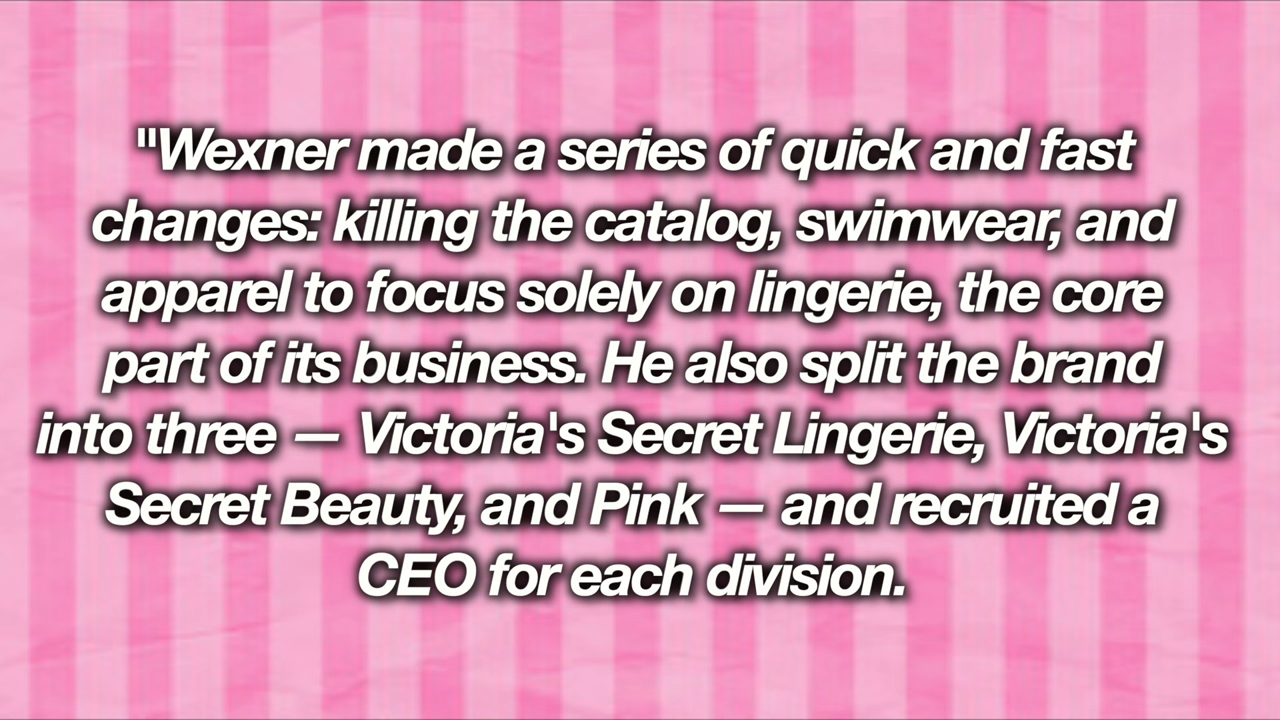 "Wexner made a series of quick and fast
changes: killing the catalog, swimwear, and
apparel to focus solely on lingerie, the core
part of its business. He also split the brand
into three — Victoria's Secret Lingerie, Victoria's
Secret Beauty, and Pink — and recruited a
CEO for each division.